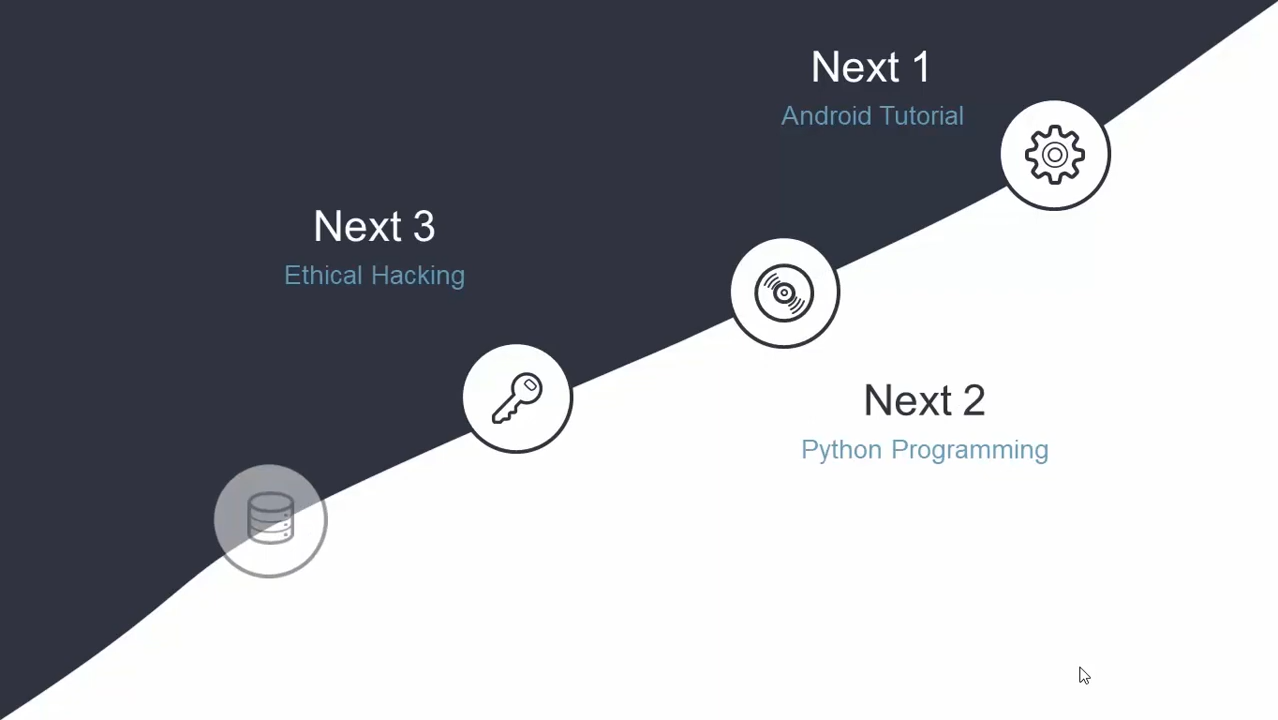 Next 1
Android Tutorial
Next 3
Ethical Hacking
Next 2
Python Programming